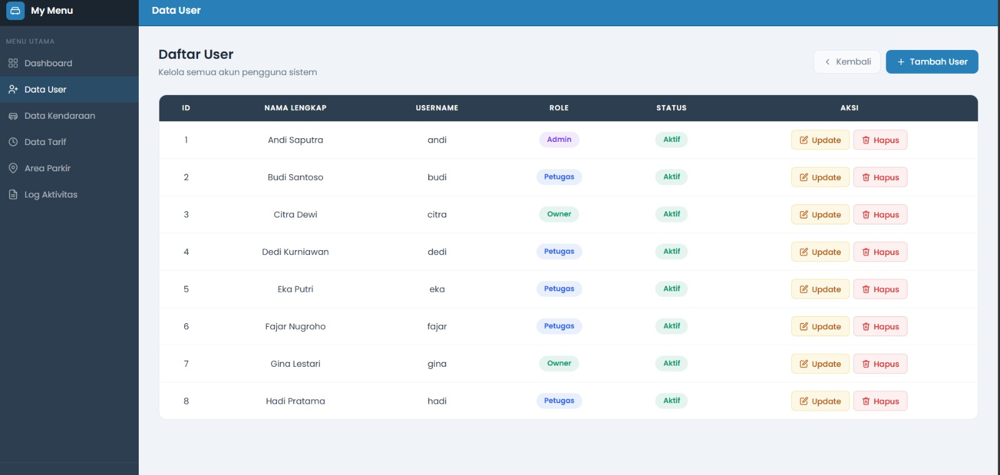 My Menu
Data User
MENU UTAMA
Dashboard
Data User
Data Kendaraan
Data Tarif
Area Parkir
Log Aktivitas
Daftar User
Kelola semua akun pengguna sistem
Kembali
+ Tambah User
ID NAMA LENGKAP USERNAME ROLE STATUS AKSI
1 Andi Saputra andi Admin Aktif Update Hapus
2 Budi Santoso budi Petugas Aktif Update Hapus
3 Citra Dewi citra Owner Aktif Update Hapus
4 Dedi Kurniawan dedi Petugas Aktif Update Hapus
5 Eka Putri eka Petugas Aktif Update Hapus
6 Fajar Nugroho fajar Petugas Aktif Update Hapus
7 Gina Lestari gina Owner Aktif Update Hapus
8 Hadi Pratama hadi Petugas Aktif Update Hapus